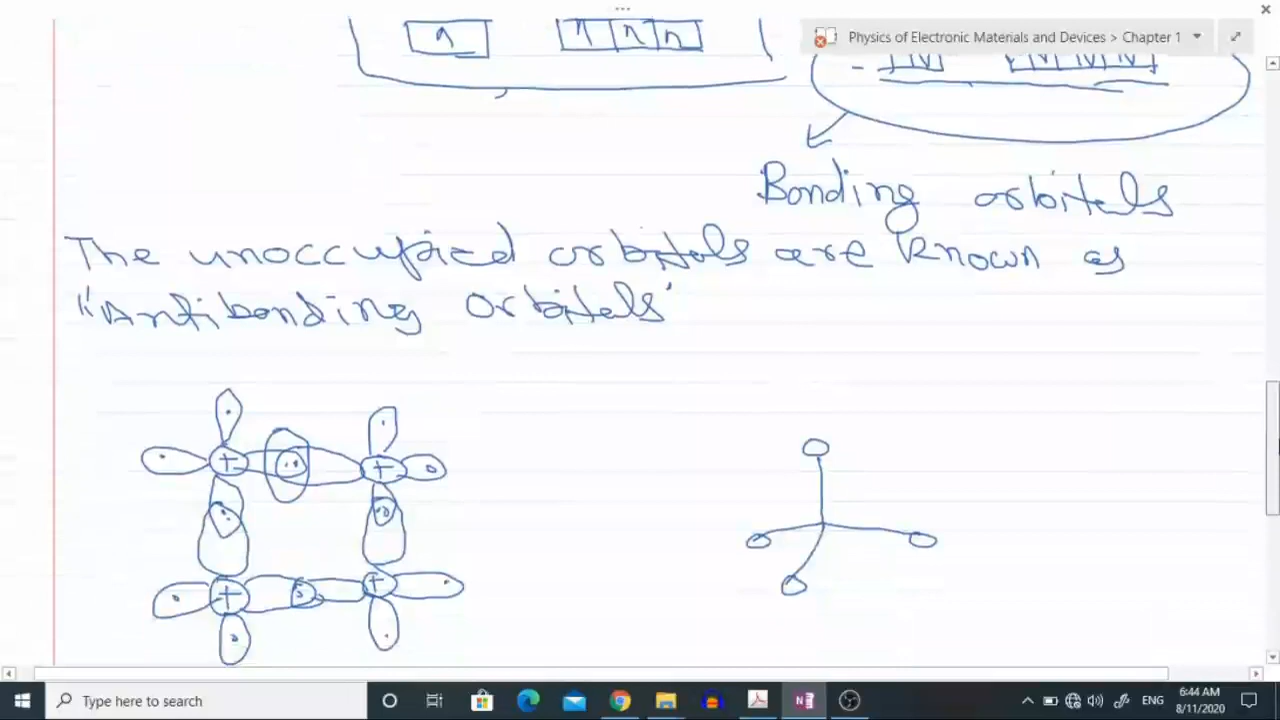 Physics of Electronic Materials and Devices > Chapter 1
Bonding orbitals
The unoccupied orbitals are known as
"Antibonding Orbitals"
Type here to search
ENG
6:44 AM
8/11/2020